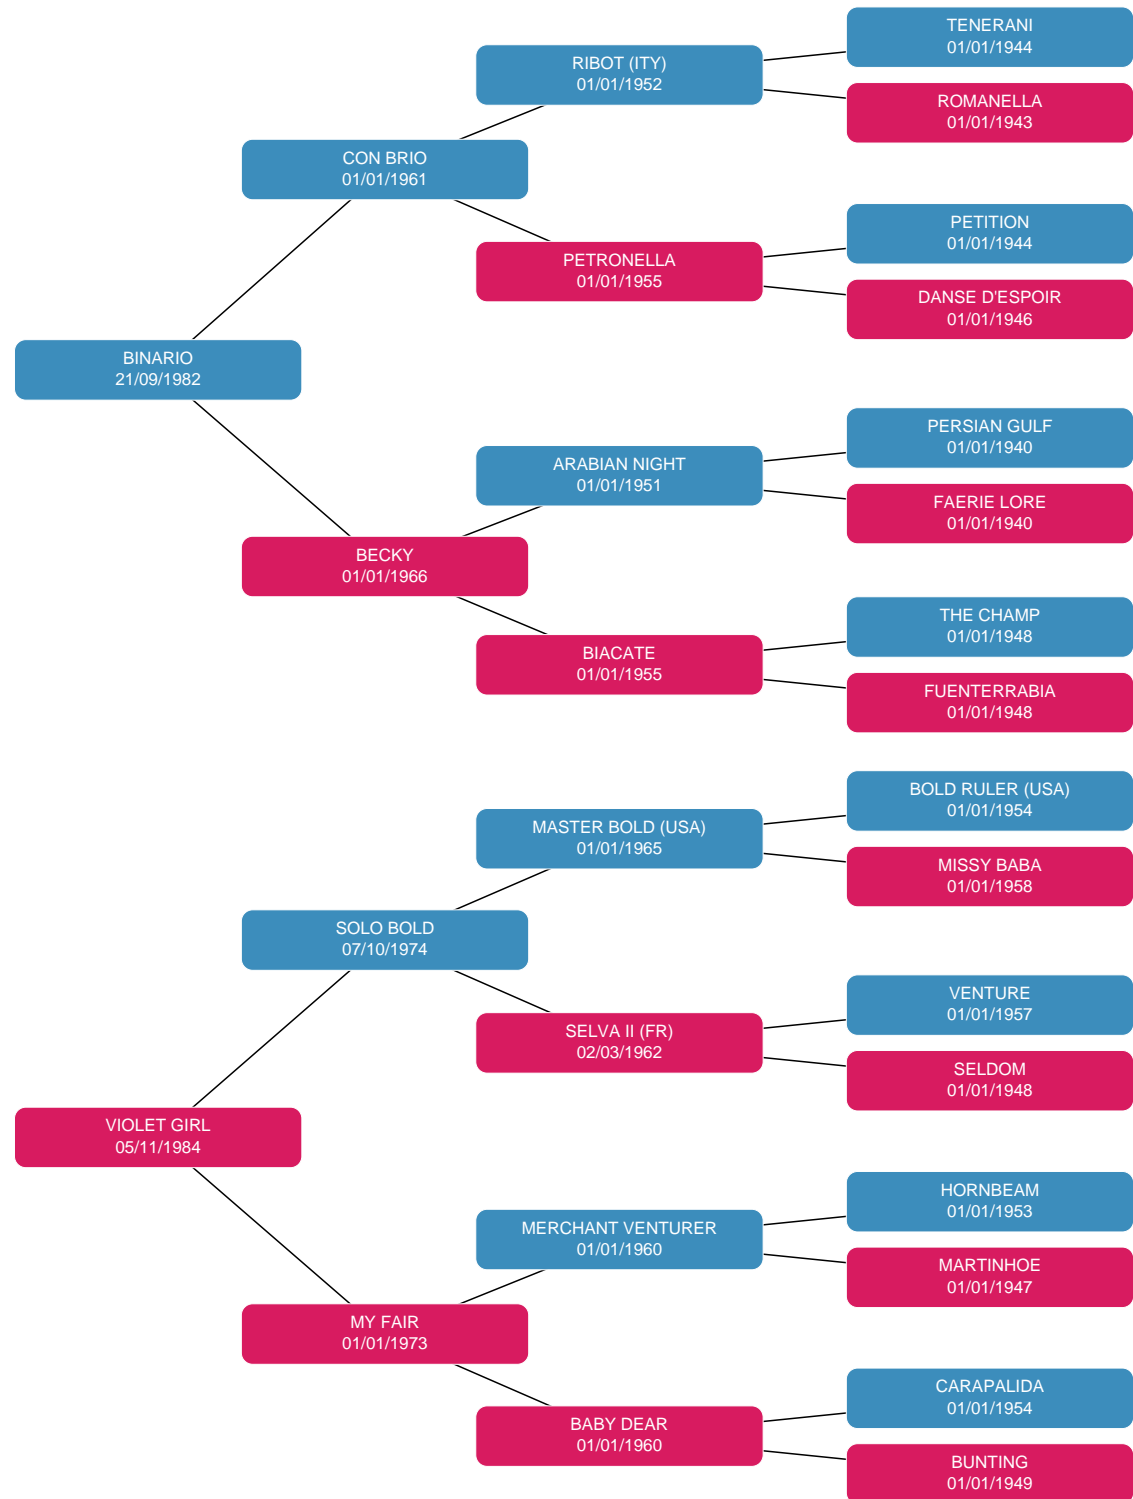 TENERANI
01/01/1944
RIBOT (ITY)
01/01/1952
ROMANELLA
01/01/1943
CON BRIO
01/01/1961
PETITION
01/01/1944
PETRONELLA
01/01/1955
DANSE D'ESPOIR
01/01/1946
BINARIO
21/09/1982
PERSIAN GULF
01/01/1940
ARABIAN NIGHT
01/01/1951
FAERIE LORE
01/01/1940
BECKY
01/01/1966
THE CHAMP
01/01/1948
BIACATE
01/01/1955
FUENTERRABIA
01/01/1948
BOLD RULER (USA)
01/01/1954
MASTER BOLD (USA)
01/01/1965
MISSY BABA
01/01/1958
SOLO BOLD
07/10/1974
VENTURE
01/01/1957
SELVA II (FR)
02/03/1962
SELDOM
01/01/1948
VIOLET GIRL
05/11/1984
HORNBEAM
01/01/1953
MERCHANT VENTURER
01/01/1960
MARTINHOE
01/01/1947
MY FAIR
01/01/1973
CARAPALIDA
01/01/1954
BABY DEAR
01/01/1960
BUNTING
01/01/1949